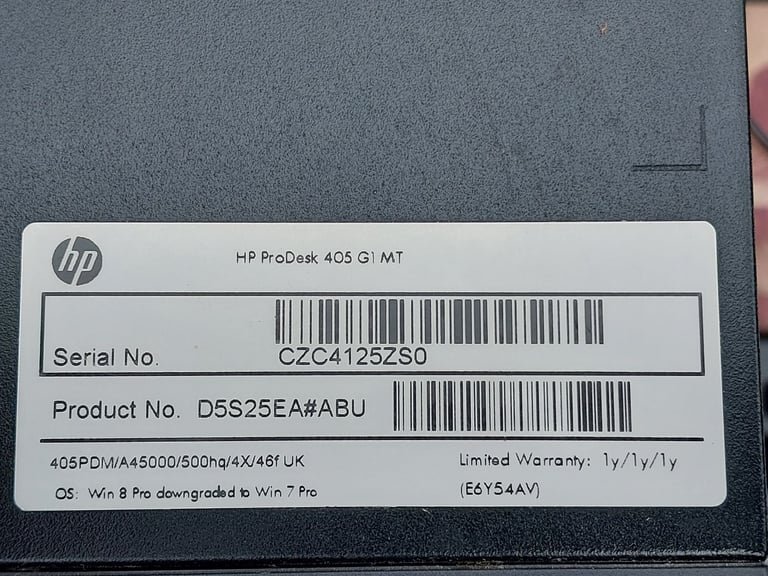 hp
HP ProDesk 405 G1 MT
Serial No. CZC4125ZS0
Product No. D5S25EA#ABU
405PDM/A45000/500hq/4X/46f UK
Limited Warranty: 1y/1y/1y
OS: Win 8 Pro downgraded to Win 7 Pro
(E6Y54AV)